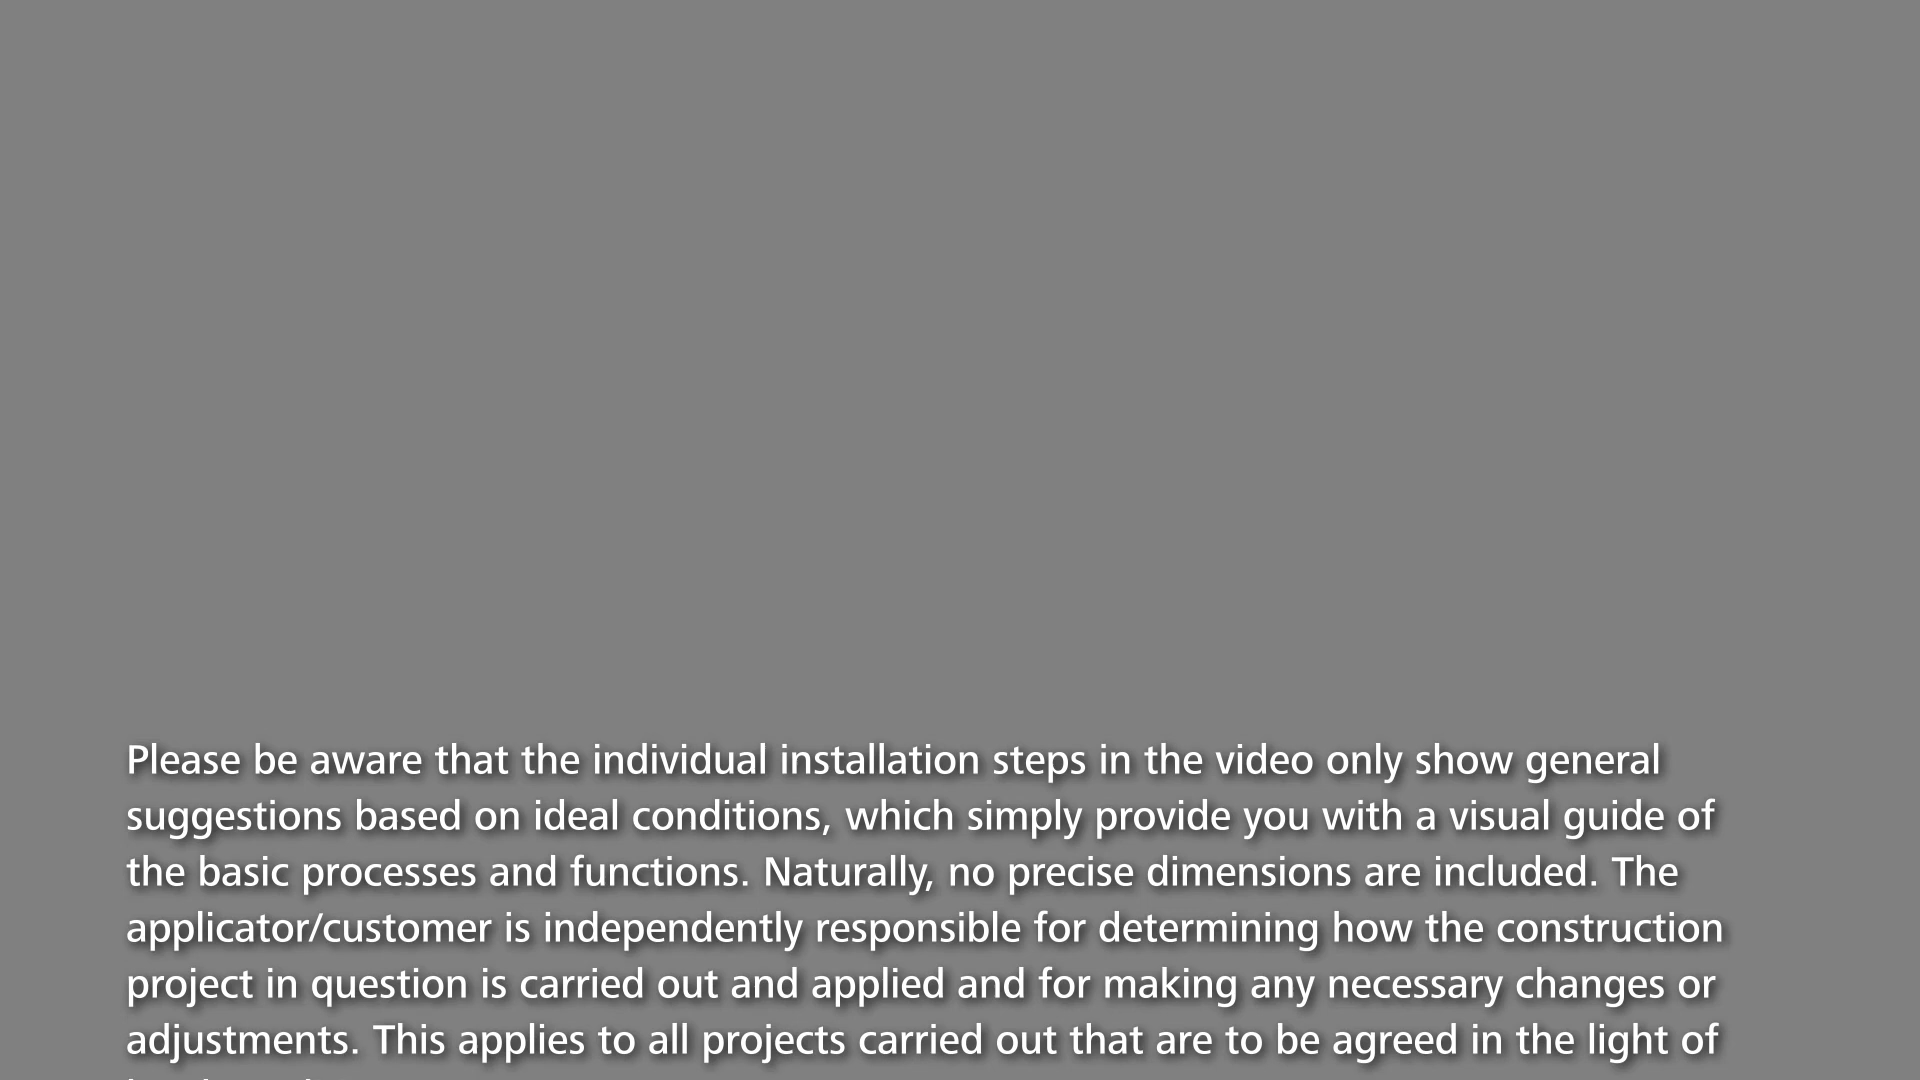 Please be aware that the individual installation steps in the video only show general
suggestions based on ideal conditions, which simply provide you with a visual guide of
the basic processes and functions. Naturally, no precise dimensions are included. The
applicator/customer is independently responsible for determining how the construction
project in question is carried out and applied and for making any necessary changes or
adjustments. This applies to all projects carried out that are to be agreed in the light of